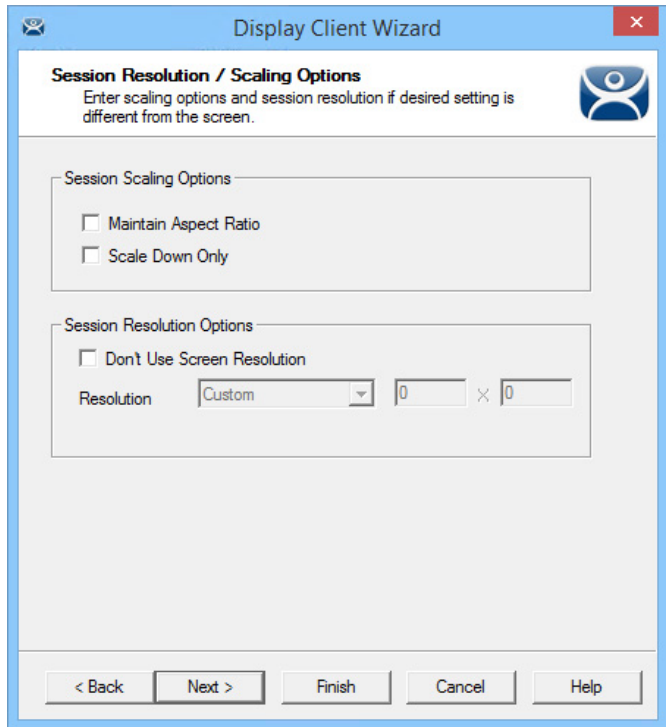 Display Client Wizard
Session Resolution / Scaling Options
Enter scaling options and session resolution if desired setting is
different from the screen.
Session Scaling Options
Maintain Aspect Ratio
Scale Down Only
Session Resolution Options
Don't Use Screen Resolution
Resolution Custom 0 X 0
< Back Next > Finish Cancel Help